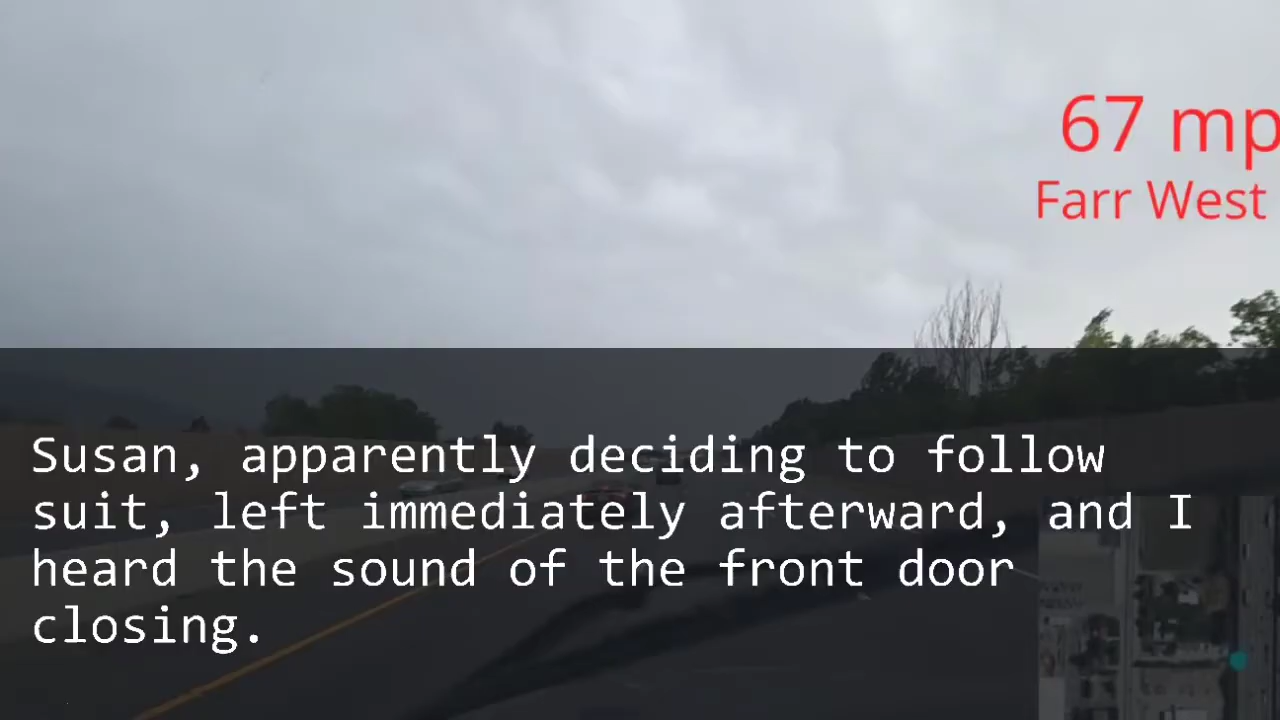 67 mp
Farr West
Susan, apparently deciding to follow
suit, left immediately afterward, and I
heard the sound of the front door
closing.